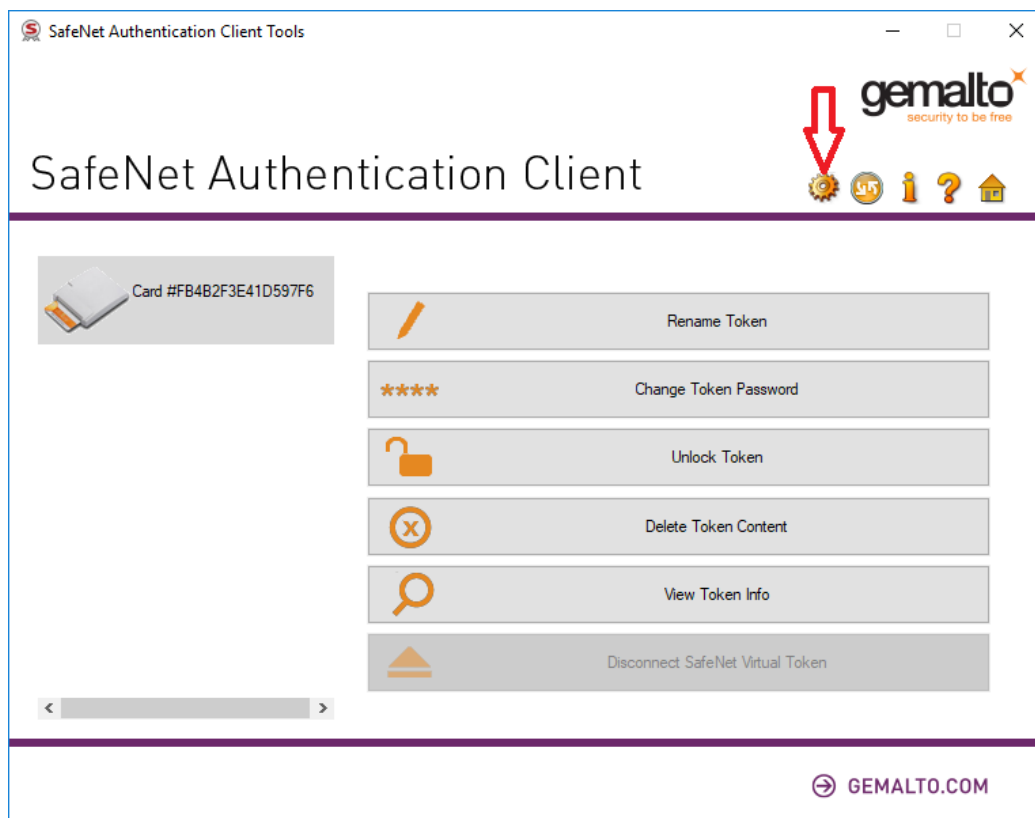 SafeNet Authentication Client Tools
gemalto
security to be free
SafeNet Authentication Client
Card #FB4B2F3E41D597F6
Rename Token
**** Change Token Password
Unlock Token
Delete Token Content
View Token Info
Disconnect SafeNet Virtual Token
GEMALTO.COM